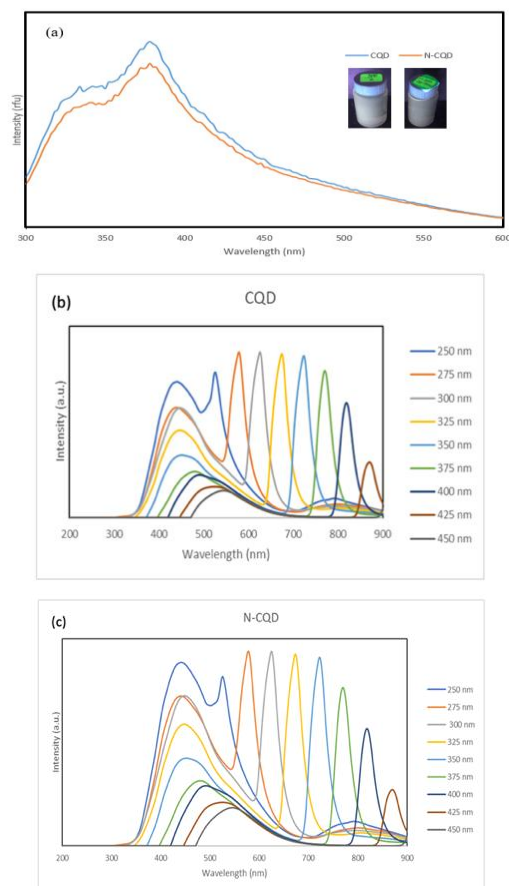 (a)
CQD N-CQD
Intensity (rfu)
300 350 400 450 500 550 600
Wavelength (nm)
(b)
CQD
Intensity (a.u.)
250 nm
275 nm
300 nm
325 nm
350 nm
375 nm
400 nm
425 nm
450 nm
200 300 400 500 600 700 800 900
Wavelength (nm)
(c)
N-CQD
Intensity (a.u.)
250 nm
275 nm
300 nm
325 nm
350 nm
375 nm
400 nm
425 nm
450 nm
200 300 400 500 600 700 800 900
Wavelength (nm)